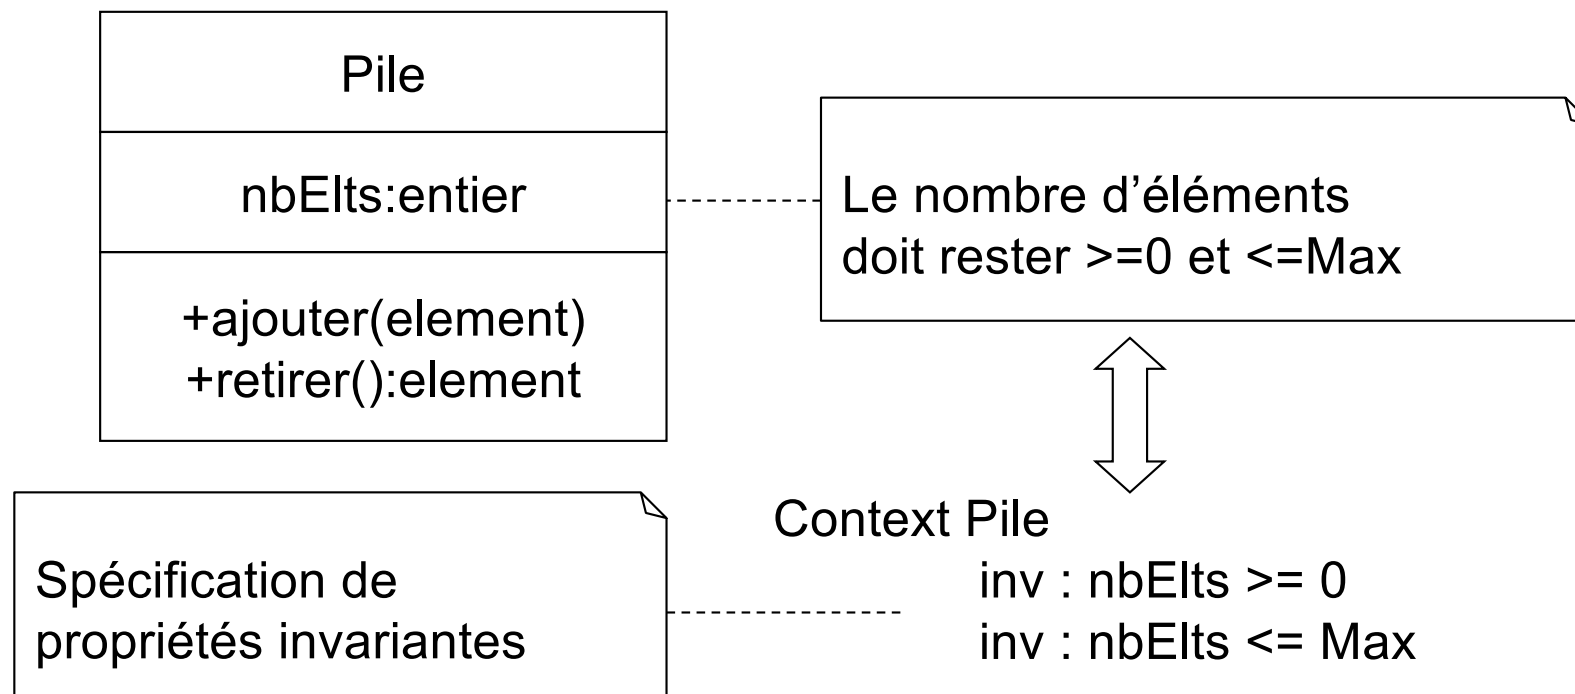 Pile
nbElts:entier
+ajouter(element)
+retirer():element
Le nombre d’éléments
doit rester >=0 et <=Max
Spécification de
propriétés invariantes
Context Pile
inv : nbElts >= 0
inv : nbElts <= Max